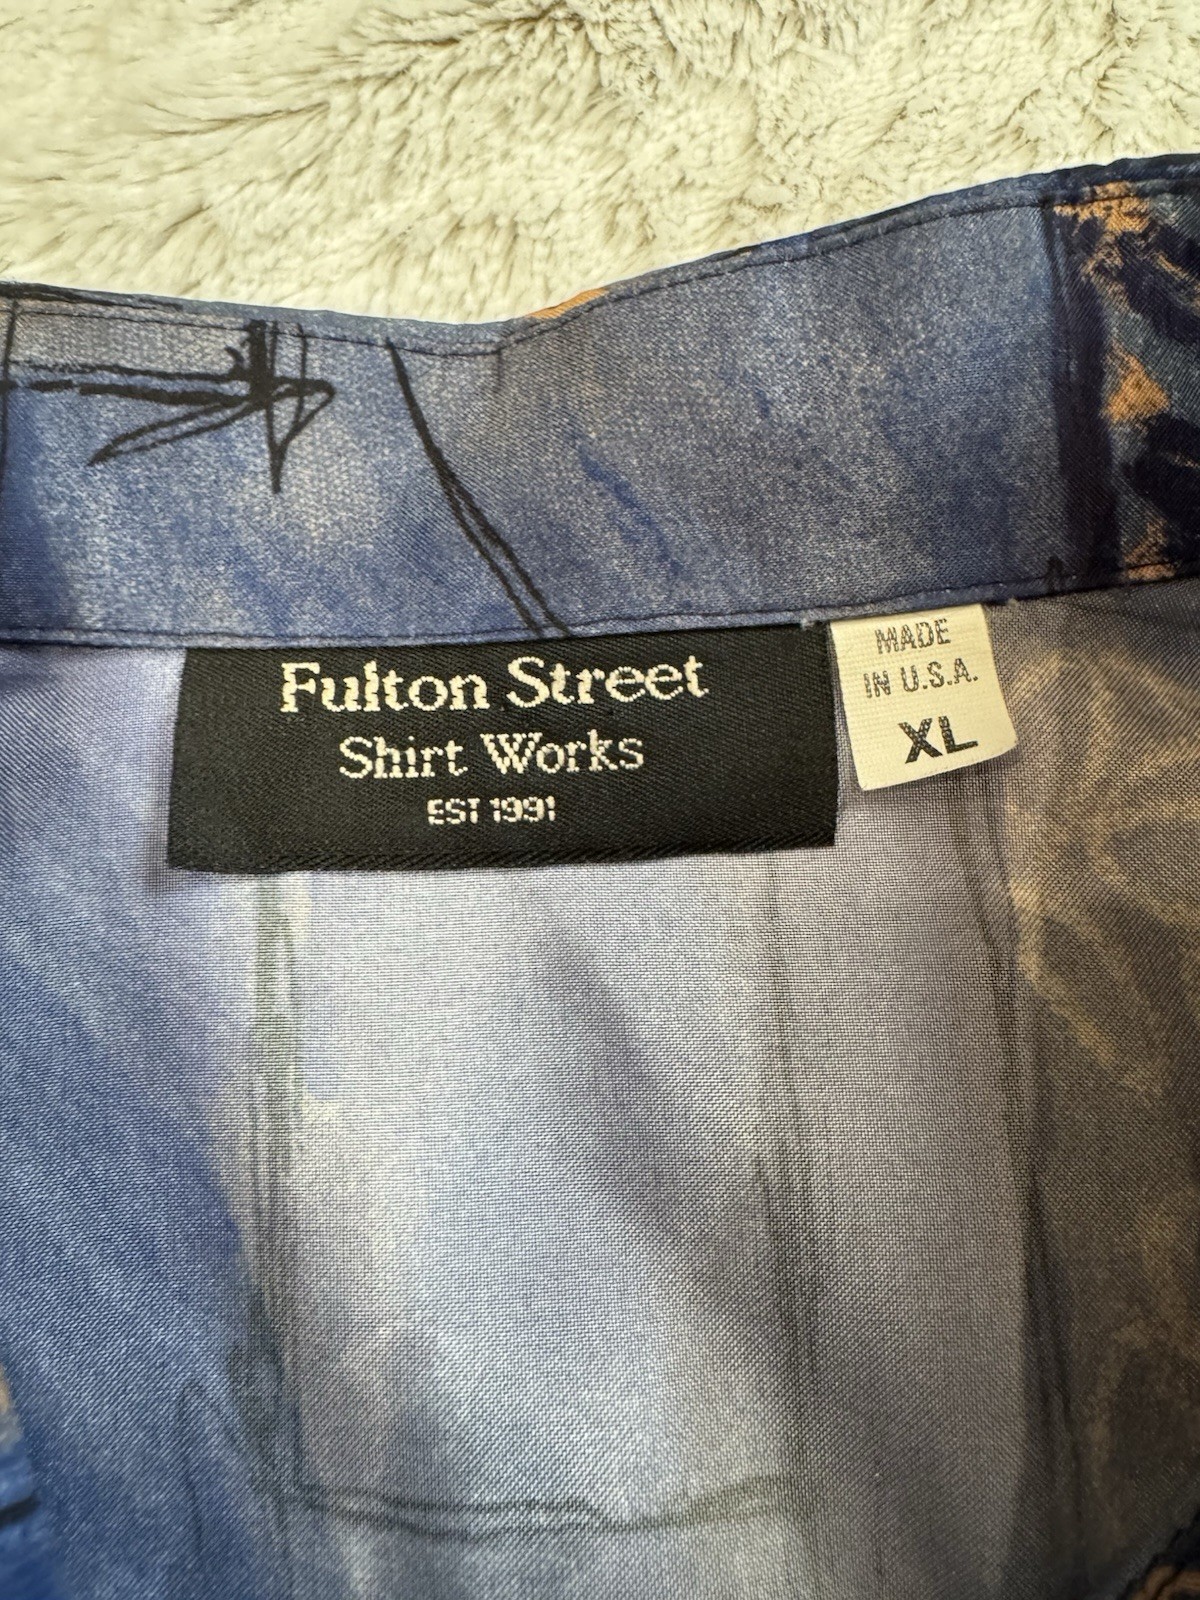 Fulton Street
Shirt Works
EST 1991
MADE
IN U.S.A.
XL